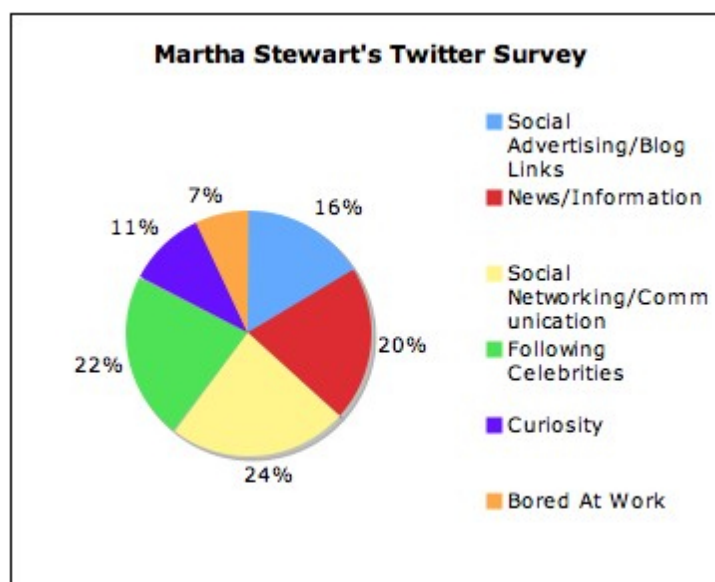 Martha Stewart's Twitter Survey
Social
Advertising/Blog
Links
News/Information
Social
Networking/Comm
unication
Following
Celebrities
Curiosity
Bored At Work
7%
16%
11%
20%
22%
24%